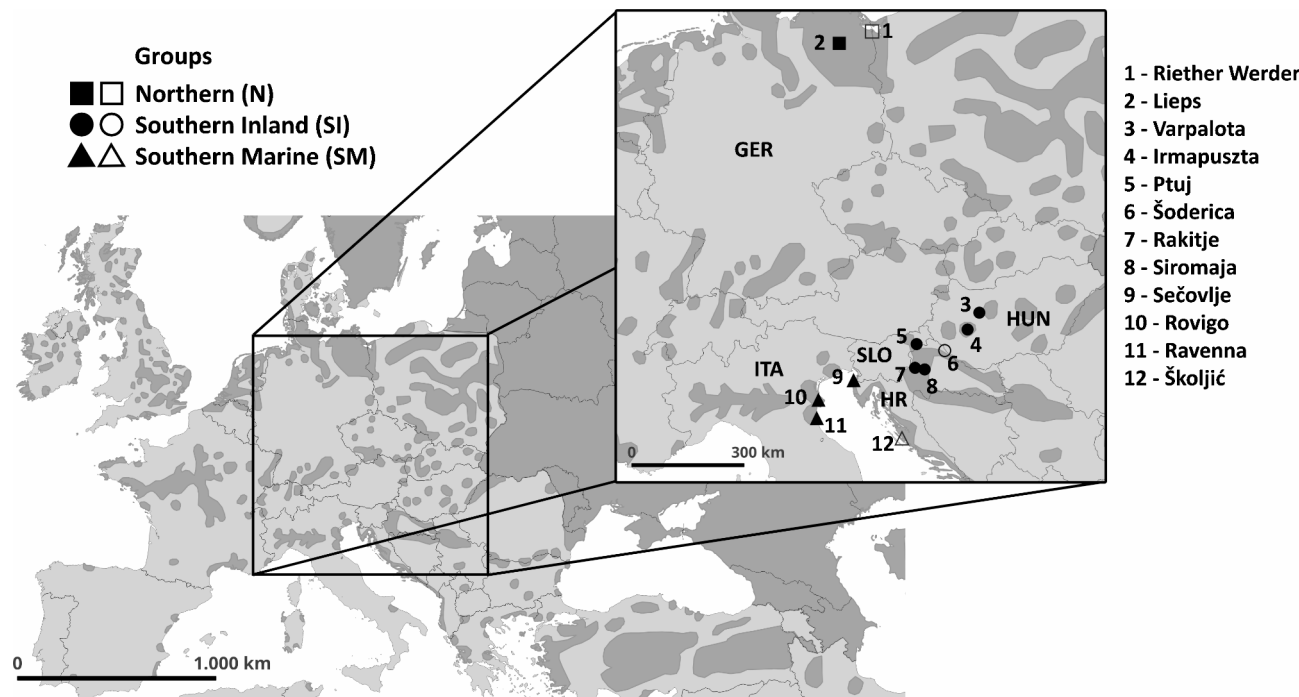 Groups
Northern (N)
Southern Inland (SI)
Southern Marine (SM)
0 1.000 km
1
2
GER
3
HUN
4
5
SLO
6
ITA
7
8
9
HR
10
11
12
0 300 km
1 - Riether Werder
2 - Lieps
3 - Varpalota
4 - Irmapuszta
5 - Ptuj
6 - Šoderica
7 - Rakitje
8 - Siromaja
9 - Sečovlje
10 - Rovigo
11 - Ravenna
12 - Školjić